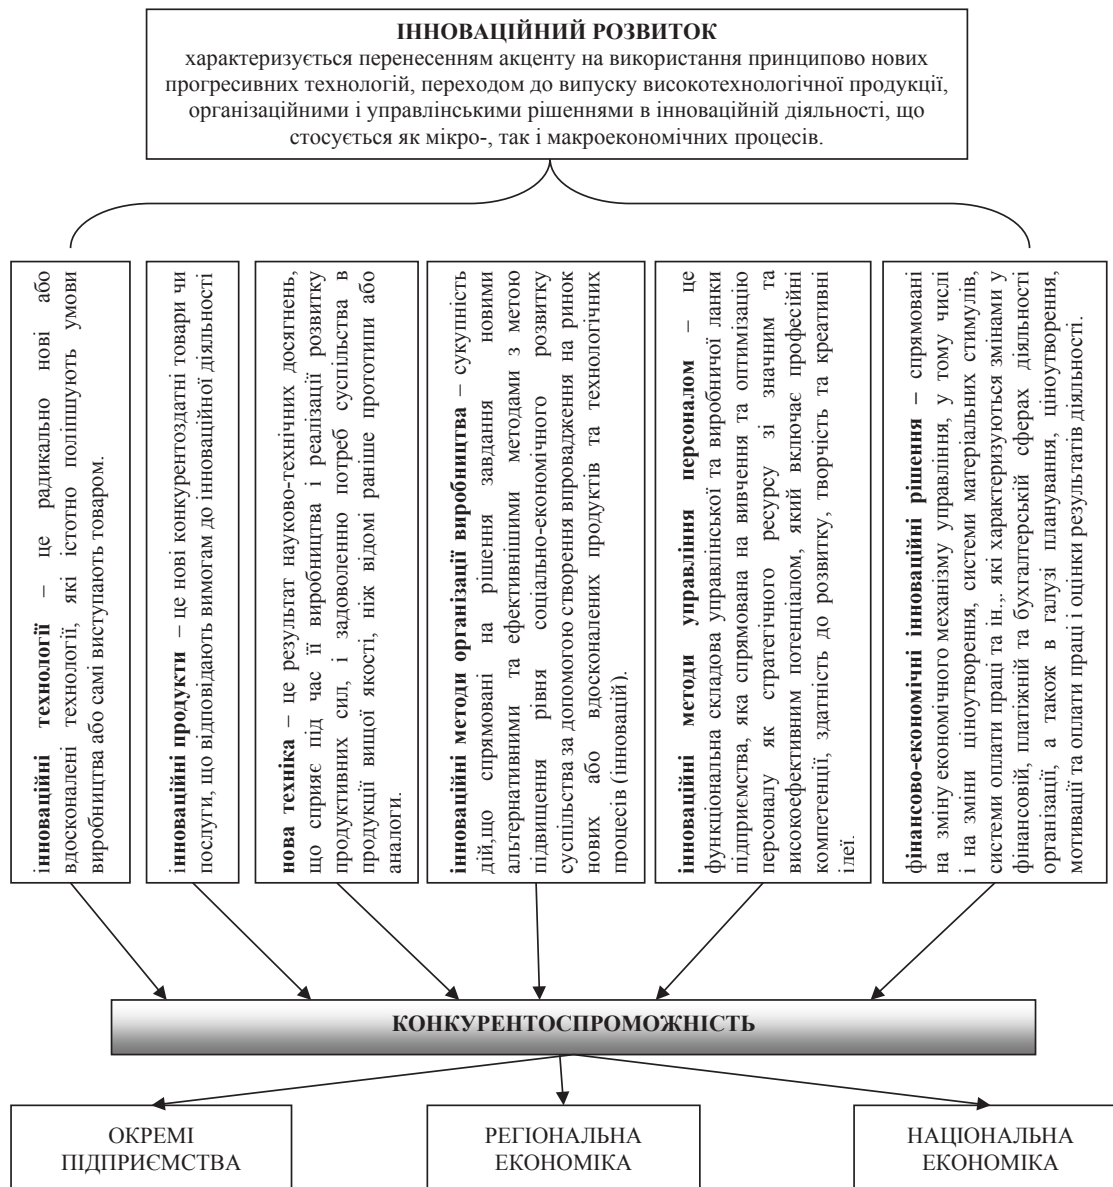 ІННОВАЦІЙНИЙ РОЗВИТОК
характеризується перенесенням акценту на використання принципово нових
прогресивних технологій, переходом до випуску високотехнологічної продукції,
організаційними і управлінськими рішеннями в інноваційній діяльності, що
стосується як мікро-, так і макроекономічних процесів.
інноваційні технології – це радикально нові або
вдосконалені технології, які істотно поліпшують умови
виробництва або самі виступають товаром.
інноваційні продукти – це нові конкурентоздатні товари чи
послуги, що відповідають вимогам до інноваційної діяльності
нова техніка – це результат науково-технічних досягнень,
що сприяє під час її виробництва і реалізації розвитку
продуктивних сил, і задоволенню потреб суспільства в
продукції вищої якості, ніж відомі раніше прототипи або
аналоги.
інноваційні методи організації виробництва – сукупність
дій,що спрямовані на рішення завдання новими
альтернативними та ефективнішими методами з метою
підвищення рівня соціально-економічного розвитку
суспільства за допомогою створення впровадження на ринок
нових або вдосконалених продуктів та технологічних
процесів (інновацій).
інноваційні методи управління персоналом – це
функціональна складова управлінської та виробничої ланки
підприємства, яка спрямована на вивчення та оптимізацію
персоналу як стратегічного ресурсу зі значним та
високоефективним потенціалом, який включає професійні
компетенції, здатність до розвитку, творчість та креативні
ідеї.
фінансово-економічні інноваційні рішення – спрямовані
на зміну економічного механізму управління, у тому числі
і на зміни ціноутворення, системи матеріальних стимулів,
системи оплати праці та ін., які характеризуються змінами у
фінансовій, платіжній та бухгалтерській сферах діяльності
організації, а також в галузі планування, ціноутворення,
мотивації та оплати праці і оцінки результатів діяльності.
КОНКУРЕНТОСПРОМОЖНІСТЬ
ОКРЕМІ
ПІДПРИЄМСТВА
РЕГІОНАЛЬНА
ЕКОНОМІКА
НАЦІОНАЛЬНА
ЕКОНОМІКА